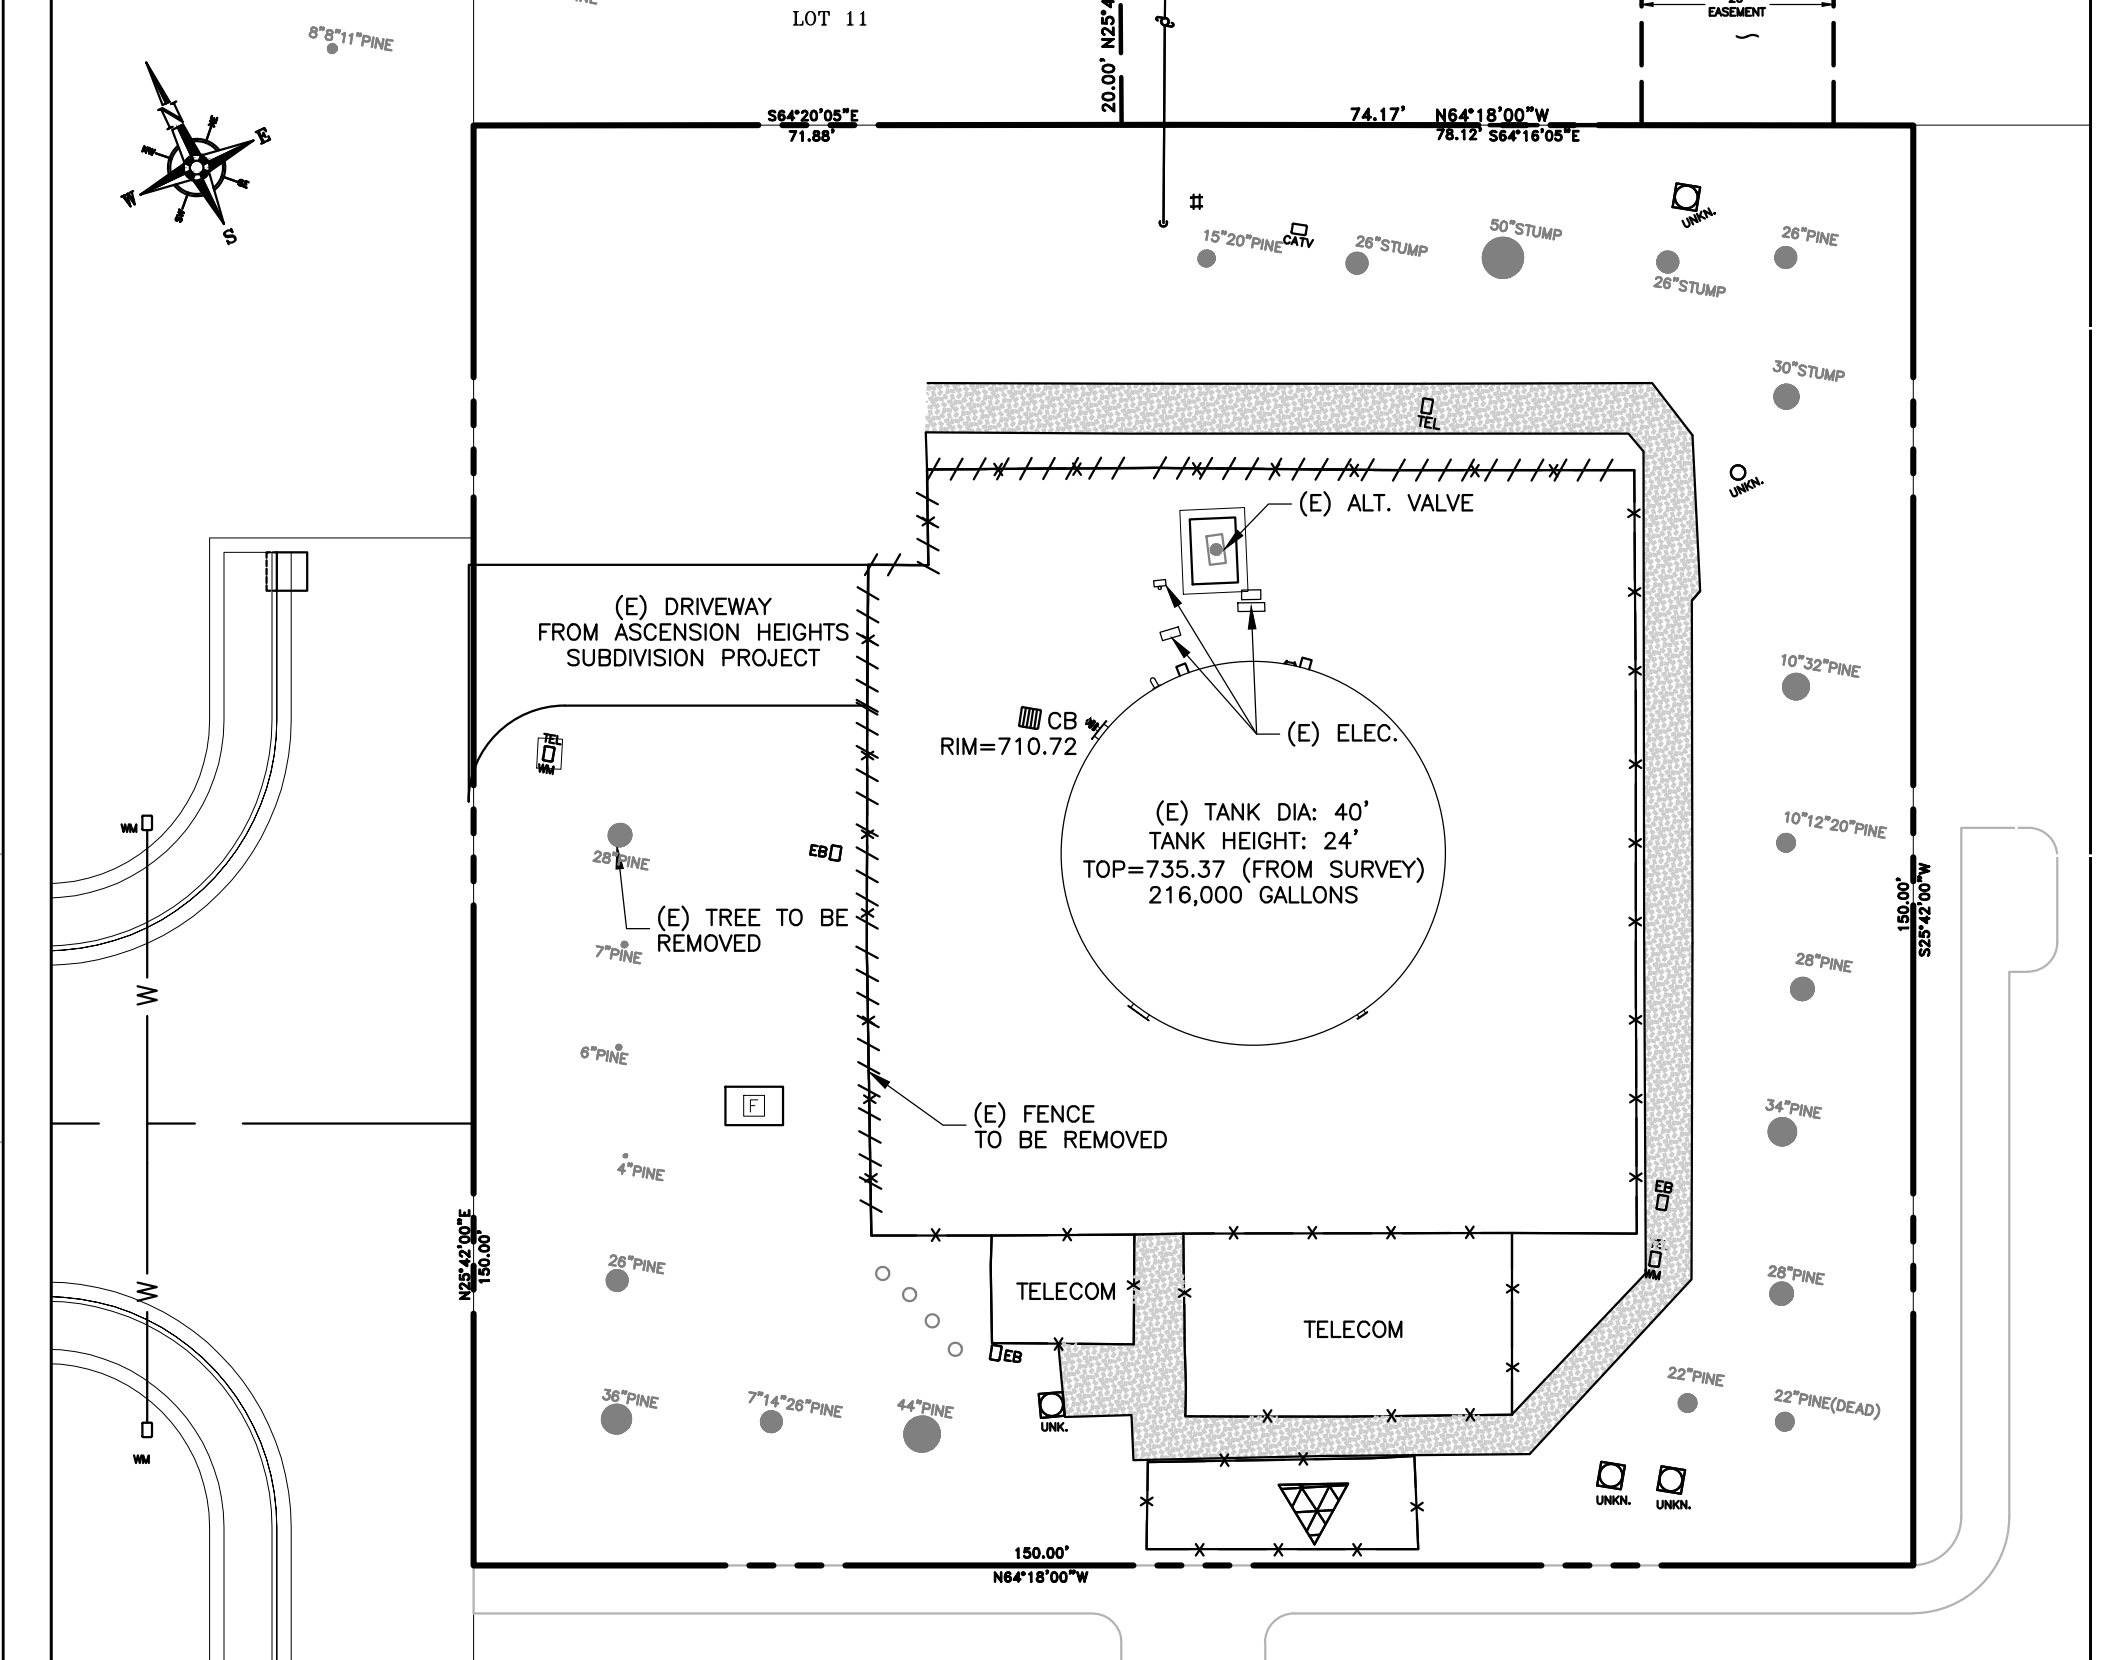 LOT 11
EASEMENT
8"8"11"PINE
20.00' N25°4
S64°20'05"E
71.88'
74.17' N64°18'00"W
78.12' S64°16'05"E
N
NE
E
SE
S
SW
W
NW
15"20"PINE
CATV
26"STUMP
50"STUMP
UNKN.
26"STUMP
26"PINE
30"STUMP
TEL
UNKN.
(E) ALT. VALVE
(E) DRIVEWAY
FROM ASCENSION HEIGHTS
SUBDIVISION PROJECT
10"32"PINE
CB
RIM=710.72
(E) ELEC.
TEL
WM
WM
28"PINE
EB
(E) TANK DIA: 40'
TANK HEIGHT: 24'
TOP=735.37 (FROM SURVEY)
216,000 GALLONS
10"12"20"PINE
150.00'
S25°42'00"W
(E) TREE TO BE
REMOVED
7"PINE
28"PINE
W
6"PINE
F
(E) FENCE
TO BE REMOVED
34"PINE
4"PINE
EB
N25°42'00"E
150.00'
26"PINE
W
TELECOM
TELECOM
WM
28"PINE
EB
36"PINE
7"14"26"PINE
44"PINE
UNK.
22"PINE
22"PINE(DEAD)
WM
UNKN.
UNKN.
150.00'
N64°18'00"W